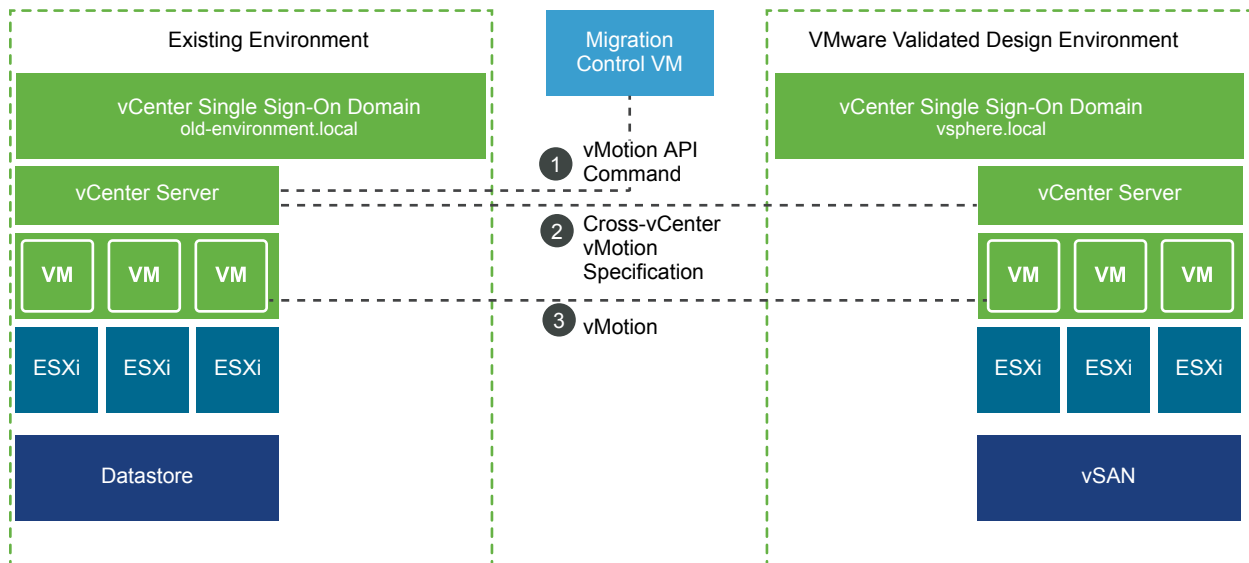 Existing Environment
Migration
Control VM
VMware Validated Design Environment
vCenter Single Sign-On Domain
old-environment.local
vCenter Single Sign-On Domain
vsphere.local
1
vMotion API
Command
vCenter Server
vCenter Server
2
Cross-vCenter
vMotion
Specification
VM
VM
VM
VM
VM
VM
3
vMotion
ESXi
ESXi
ESXi
ESXi
ESXi
ESXi
Datastore
vSAN